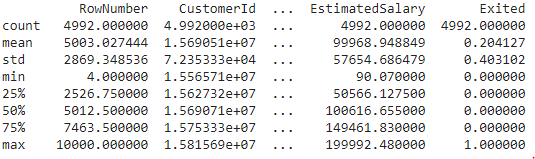 RowNumber CustomerId ... EstimatedSalary Exited
count 4992.000000 4.992000e+03 ... 4992.000000 4992.000000
mean 5003.027444 1.569051e+07 ... 99968.948849 0.204127
std 2869.348536 7.235333e+04 ... 57654.686479 0.403102
min 4.000000 1.556571e+07 ... 90.070000 0.000000
25% 2526.750000 1.562732e+07 ... 50566.127500 0.000000
50% 5012.500000 1.569071e+07 ... 100616.655000 0.000000
75% 7463.500000 1.575333e+07 ... 149461.830000 0.000000
max 10000.000000 1.581569e+07 ... 199992.480000 1.000000
.